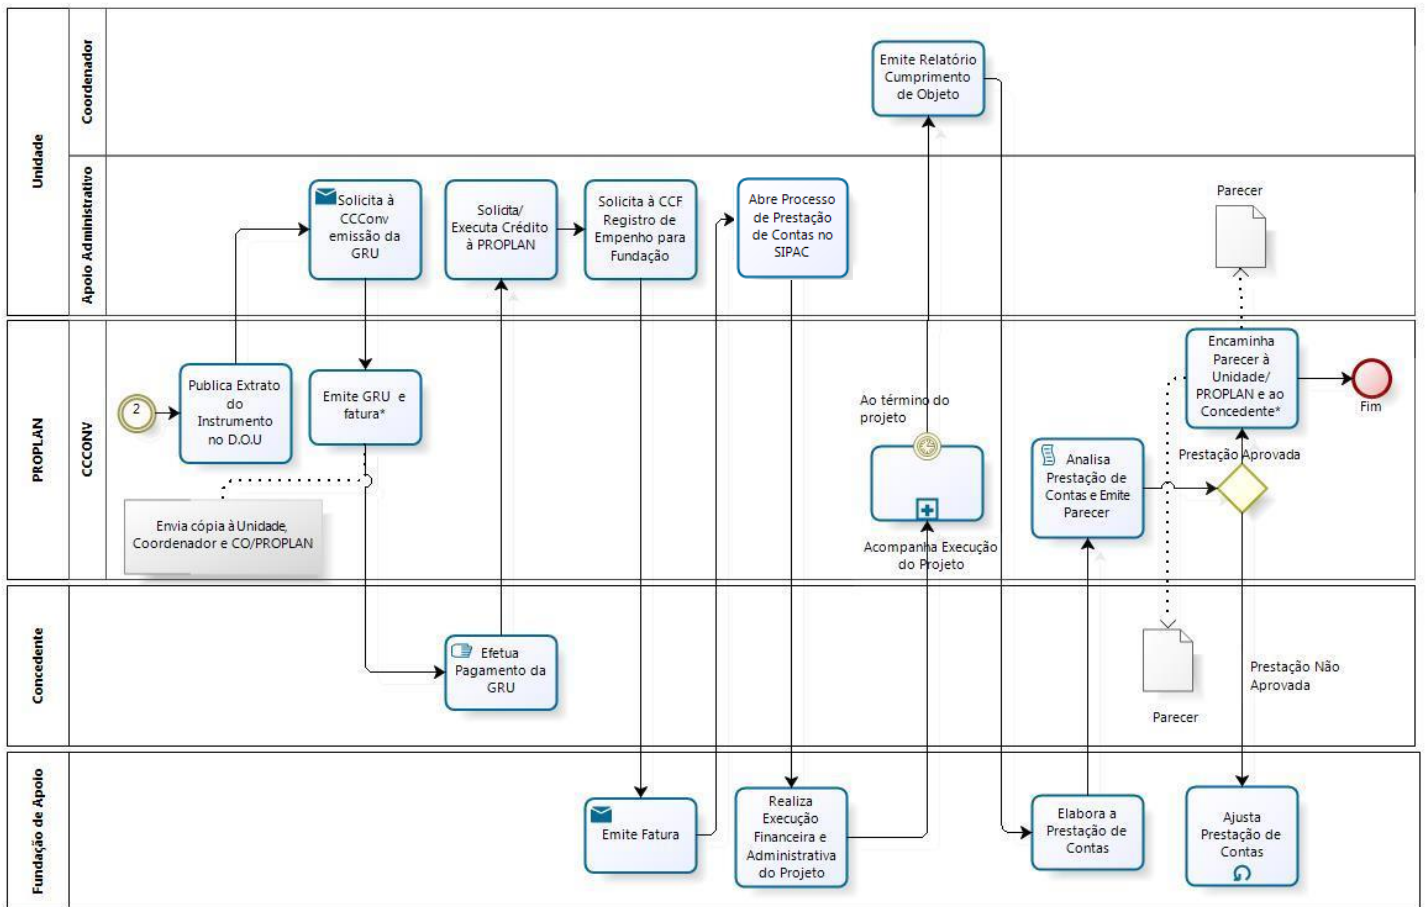 Unidade
Coordenador
Emite Relatório
Cumprimento
de Objeto
Apoio Administrativo
Solicita à
CCConv
emissão da
GRU
Solidta/
Executa Crédito
à PROPLAN
Solicita à CCF
Registro de
Empenho para
Fundação
Abre Processo
de Prestação
de Contas no
SIPAC
Parecer
PROPLAN
CCCONV
2
Publica Extrato
do
Instrumento
no D.O.U
Emite GRU e
fatura*
Envia cópia à Unidade,
Coordenador e CO/PROPLAN
Ao término do
projeto
Acompanha Execução
do Projeto
Analisa
Prestação de
Contas e Emite
Parecer
Encaminha
Parecer à
Unidade/
PROPLAN e ao
Concedente*
Fim
Prestação Aprovada
Concedente
Efetua
Pagamento da
GRU
Parecer
Prestação Não
Aprovada
Fundação de Apoio
Emite Fatura
Realiza
Execução
Financeira e
Administrativa
do Projeto
Elabora a
Prestação de
Contas
Ajusta
Prestação de
Contas